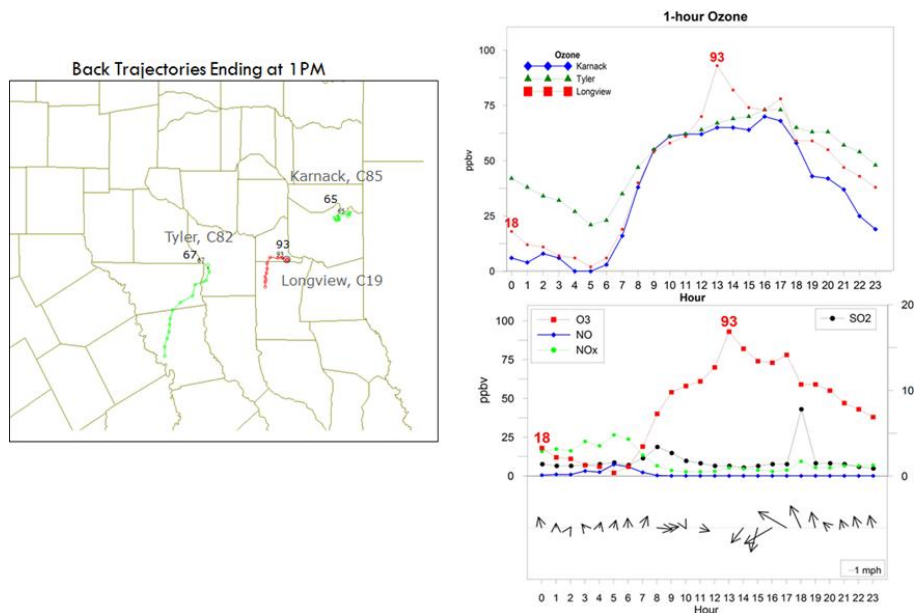 Back Trajectories Ending at 1PM
Karnack, C85
65
Tyler, C82
67
93
Longview, C19
1-hour Ozone
100
75
50
25
0
ppbv
Ozone
Karnack
Tyler
Longview
93
18
0 1 2 3 4 5 6 7 8 9 10 11 12 13 14 15 16 17 18 19 20 21 22 23
Hour
O3
NO
NOx
SO2
93
18
100
75
50
25
0
ppbv
20
15
10
5
0
1 mph
0 1 2 3 4 5 6 7 8 9 10 11 12 13 14 15 16 17 18 19 20 21 22 23
Hour